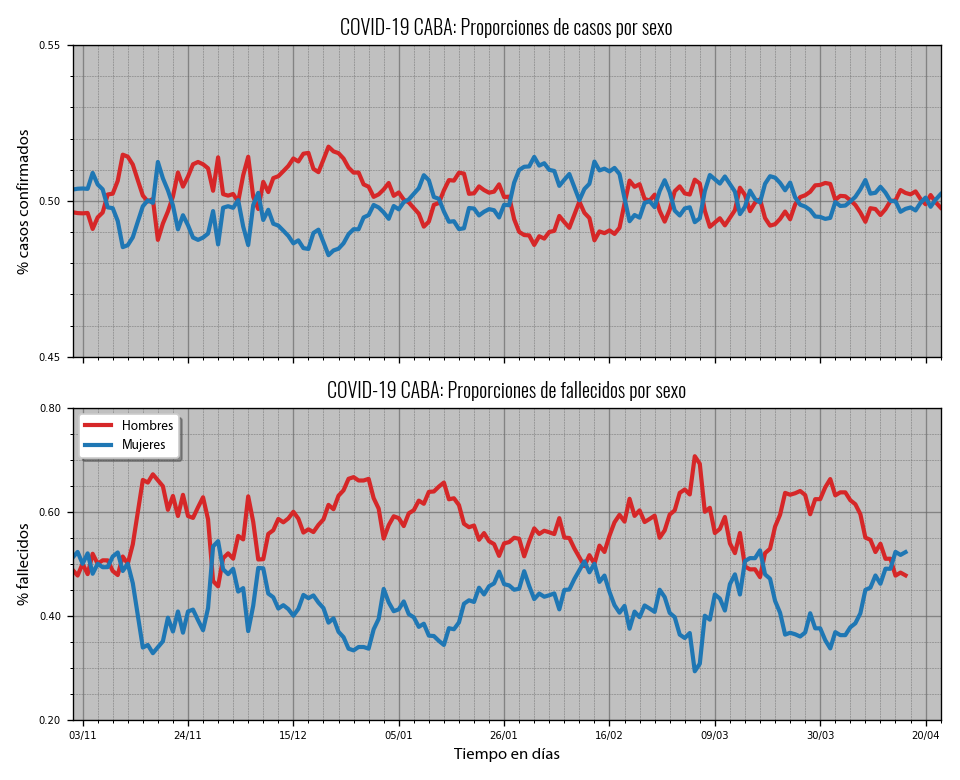 COVID-19 CABA: Proporciones de casos por sexo
0.55
0.50
0.45
% casos confirmados
COVID-19 CABA: Proporciones de fallecidos por sexo
0.80
0.60
0.40
0.20
% fallecidos
Hombres
Mujeres
03/11 24/11 15/12 05/01 26/01 16/02 09/03 30/03 20/04
Tiempo en días